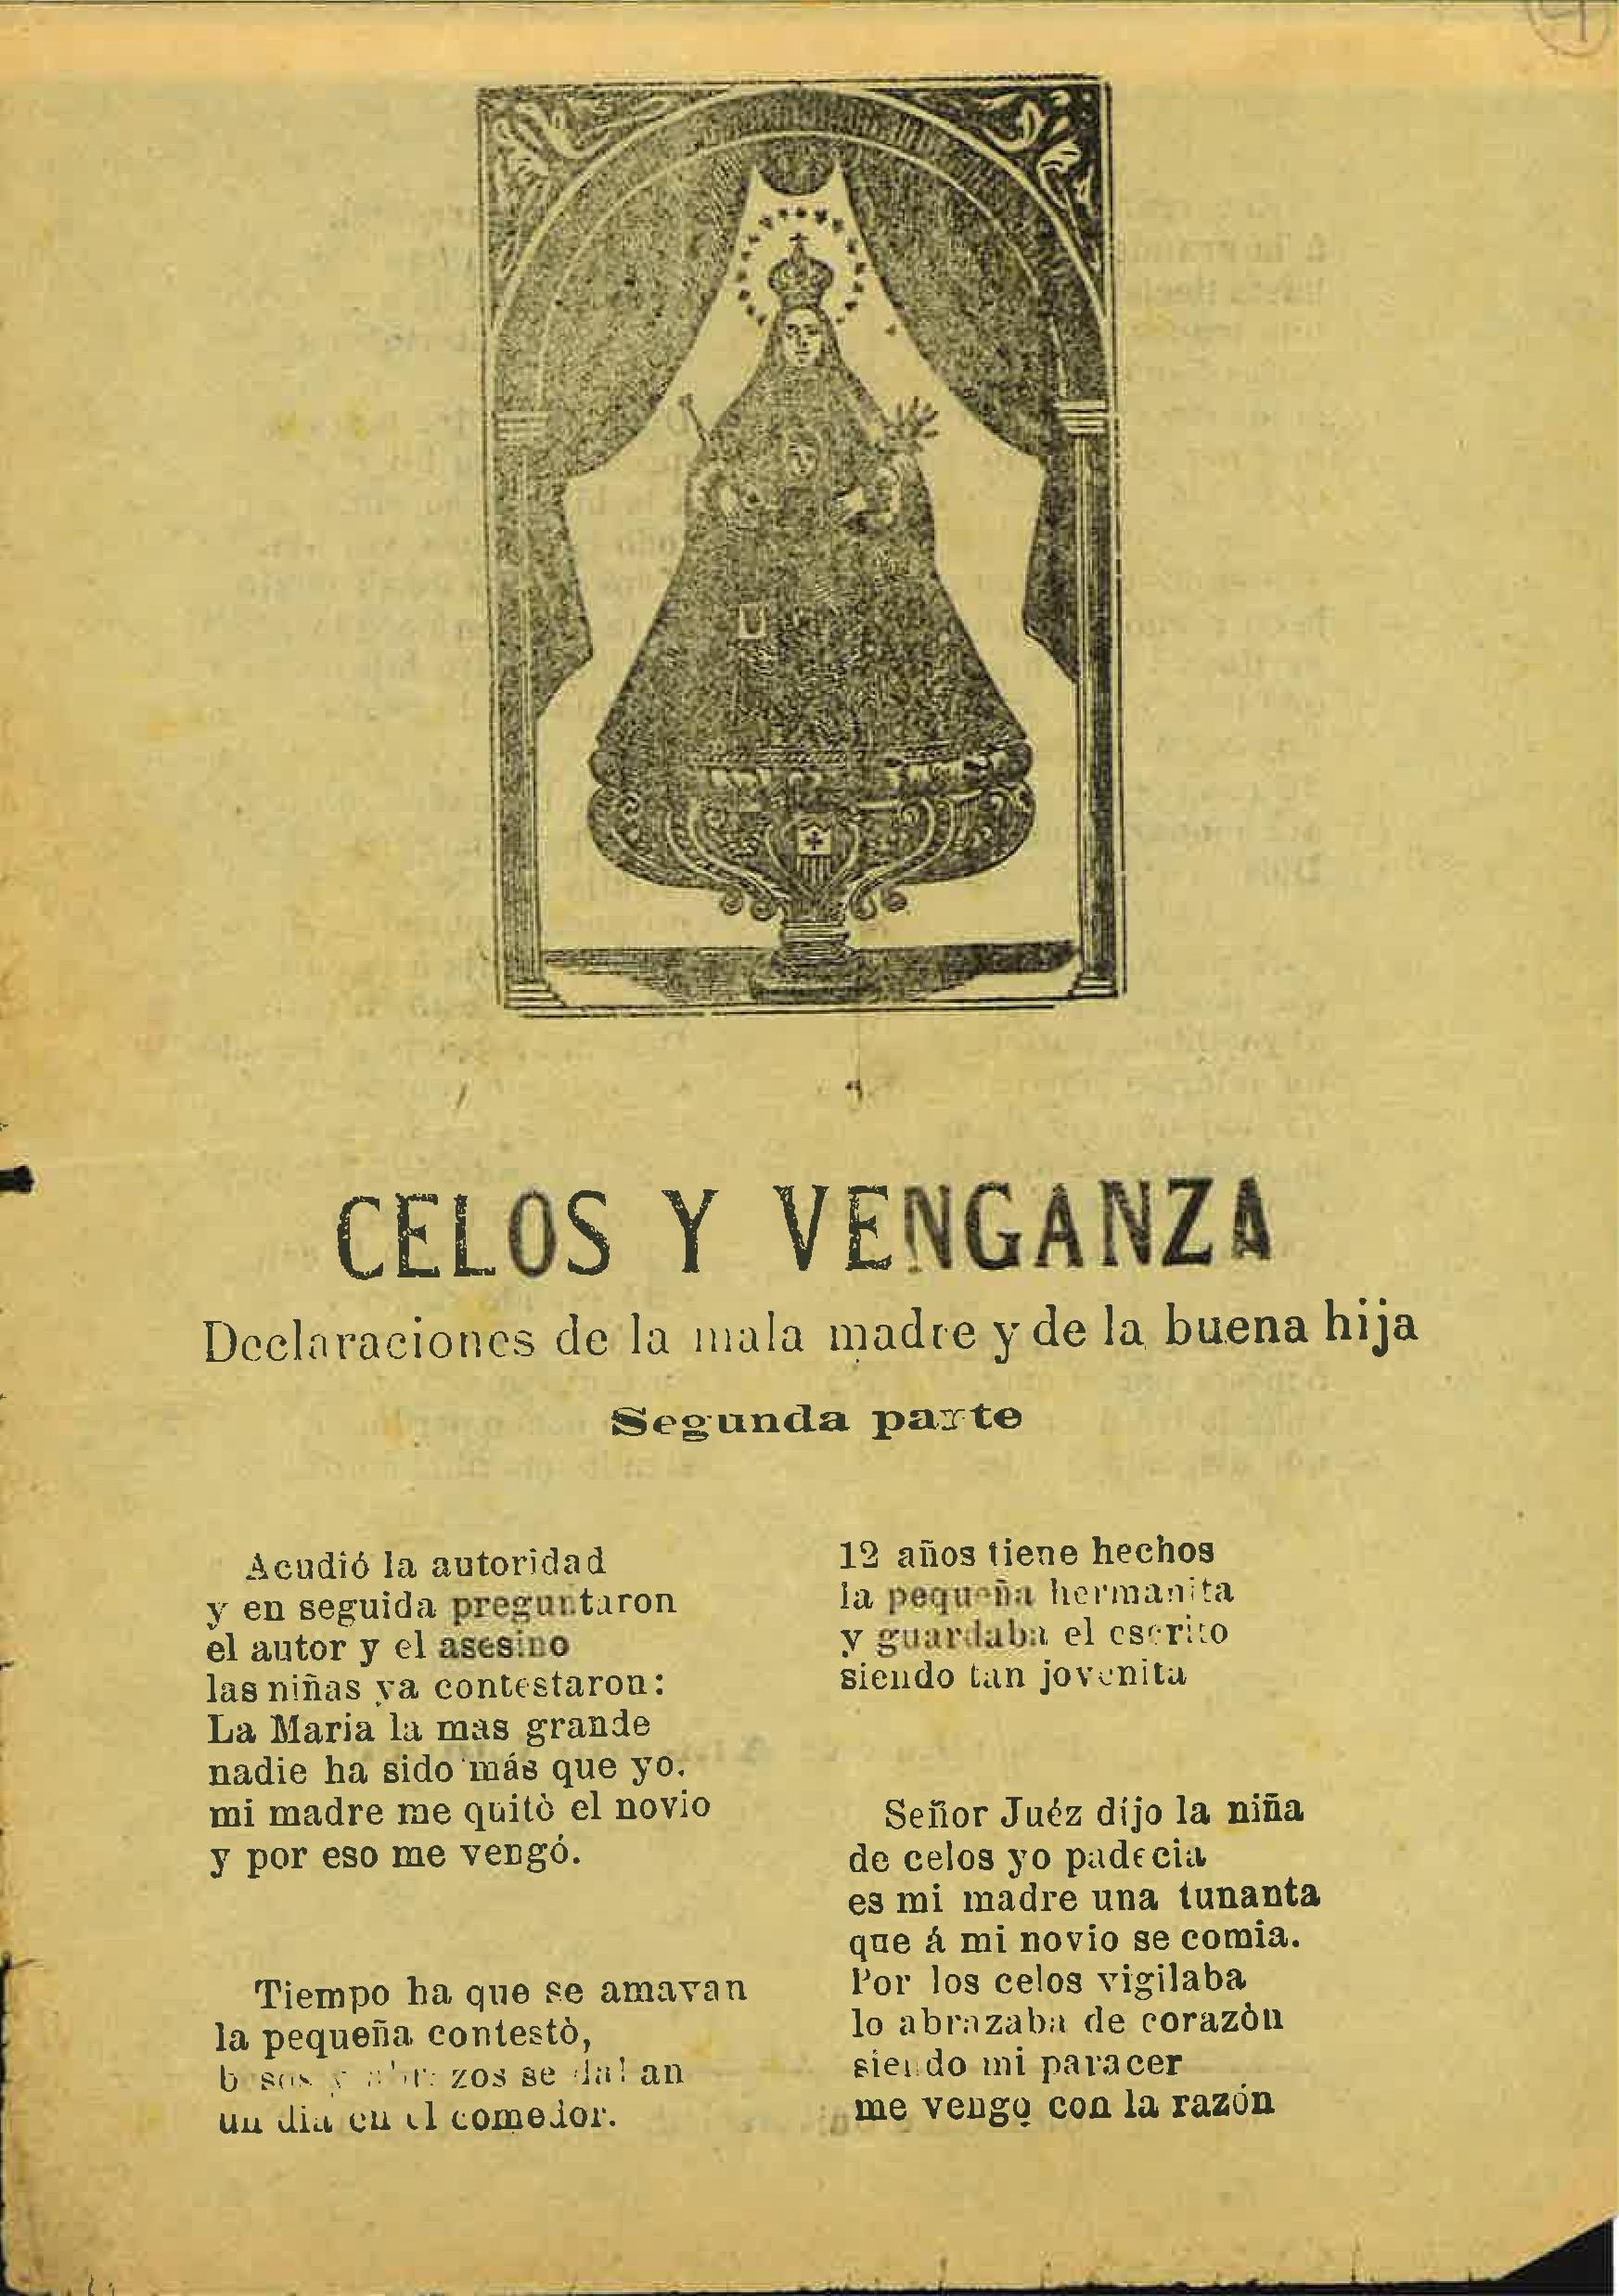 CELOS Y VENGANZA
Declaraciones de la mala madre y de la buena hija
Segunda parte
Acudió la autoridad
y en seguida preguntaron
el autor y el asesino
las niñas ya contestaron:
La Maria la mas grande
nadie ha sido más que yo.
mi madre me quitò el novio
y por eso me vengó.
Tiempo ha que se amavan
la pequeña contestò,
besos y abrazos se daban
un dia en el comedor.
12 años tiene hechos
la pequeña hermanita
y guardaba el escrito
siendo tan jovenita
Señor Juéz díjo la niña
de celos yo padecia
es mi madre una tunanta
que á mi novio se comia.
Por los celos vigilaba
lo abrazaba de corazòn
siendo mi paracer
me vengo con la razón